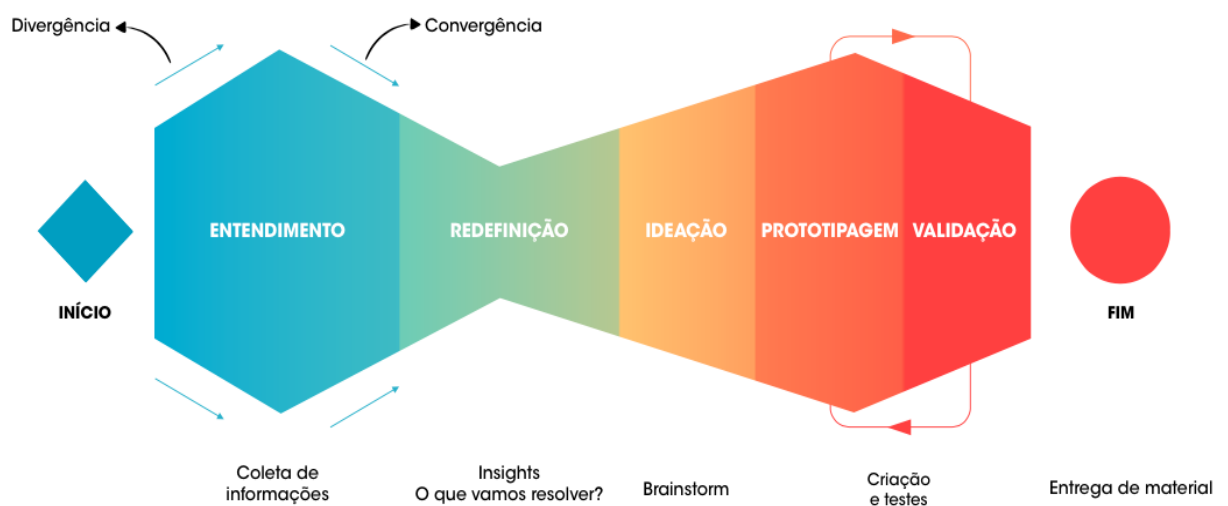 Divergência
Convergência
ENTENDIMENTO
REDEFINIÇÃO
IDEAÇÃO
PROTOTIPAGEM
VALIDAÇÃO
INÍCIO
FIM
Coleta de
informações
Insights
O que vamos resolver?
Brainstorm
Criação
e testes
Entrega de material